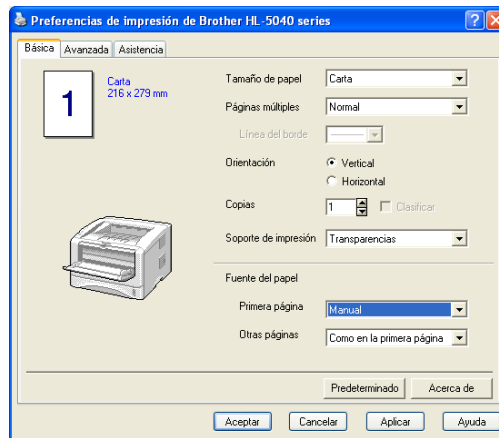 Preferencias de impresión de Brother HL-5040 series
Básica Avanzada Asistencia
1
Carta
216 x 279 mm
Tamaño de papel Carta
Páginas múltiples Normal
Línea del borde
Orientación Vertical
Horizontal
Copias 1 Clasificar
Soporte de impresión Transparencias
Fuente del papel
Primera página Manual
Otras páginas Como en la primera página
Predeterminado Acerca de
Aceptar Cancelar Aplicar Ayuda